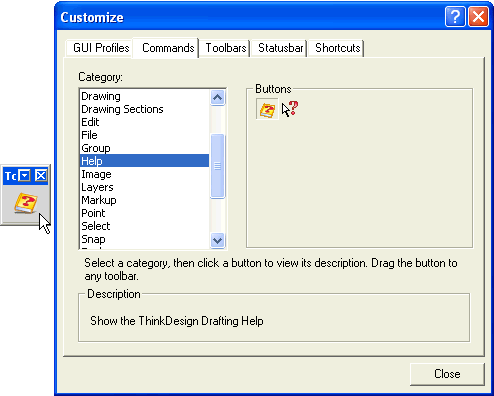 Customize
GUI Profiles Commands Toolbars Statusbar Shortcuts
Category:
Buttons
Drawing
Drawing Sections
Edit
File
Group
Help
Image
Layers
Markup
Point
Select
Snap
To
Select a category, then click a button to view its description. Drag the button to
any toolbar.
Description
Show the ThinkDesign Drafting Help
Close